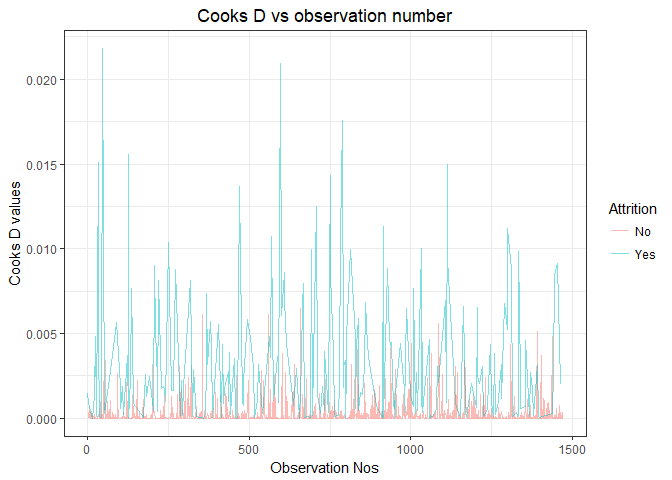 Cooks D vs observation number
Cooks D values
0.020
0.015
0.010
0.005
0.000
0
500
1000
1500
Observation Nos
Attrition
No
Yes